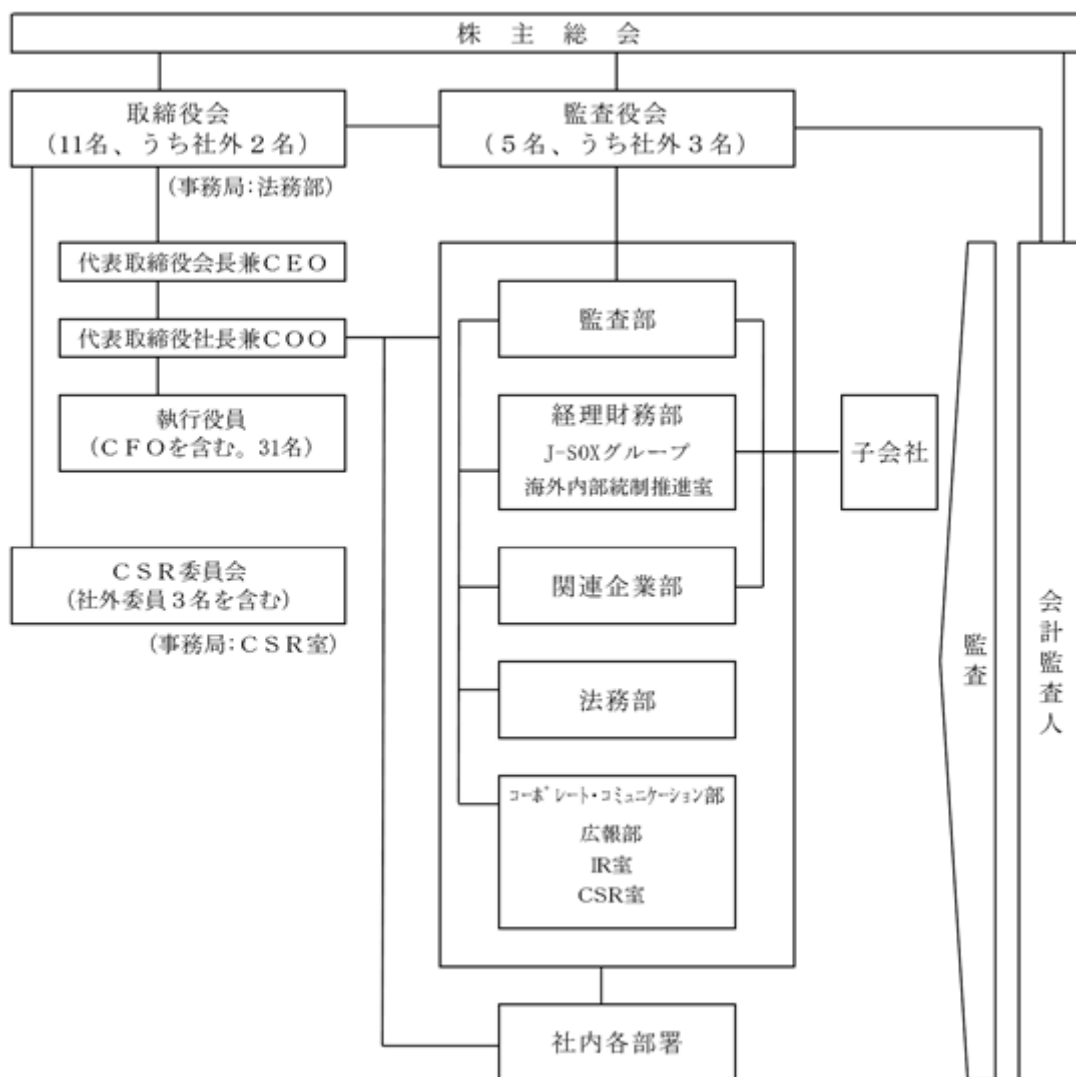 株主総会
取締役会
(11名、うち社外2名)
(事務局:法務部)
監査役会
(5名、うち社外3名)
代表取締役会長兼CEO
代表取締役社長兼COO
執行役員
(CFOを含む。31名)
CSR委員会
(社外委員3名を含む)
(事務局:CSR室)
監査部
経理財務部
J-SOXグループ
海外内部統制推進室
関連企業部
法務部
コーポレート・コミュニケーション部
広報部
IR室
CSR室
社内各部署
子会社
監査
会計監査人